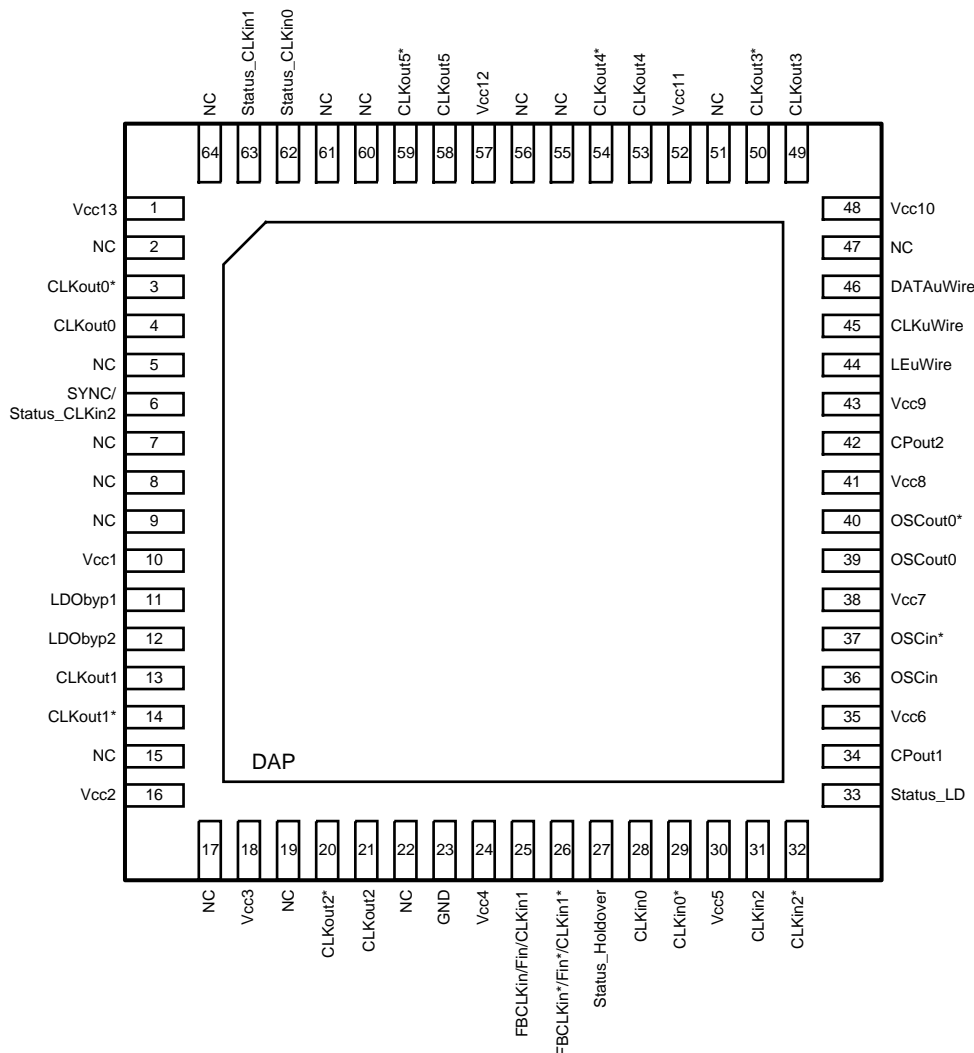 NC
Status_CLKin1
Status_CLKin0
NC
NC
CLKout5*
CLKout5
Vcc12
NC
NC
CLKout4*
CLKout4
Vcc11
NC
CLKout3*
CLKout3
64
63
62
61
60
59
58
57
56
55
54
53
52
51
50
49
Vcc13 1
NC 2
CLKout0* 3
CLKout0 4
NC 5
SYNC/
Status_CLKin2 6
NC 7
NC 8
NC 9
Vcc1 10
LDObyp1 11
LDObyp2 12
CLKout1 13
CLKout1* 14
NC 15
Vcc2 16
48 Vcc10
47 NC
46 DATAuWire
45 CLKuWire
44 LEuWire
43 Vcc9
42 CPout2
41 Vcc8
40 OSCout0*
39 OSCout0
38 Vcc7
37 OSCin*
36 OSCin
35 Vcc6
34 CPout1
33 Status_LD
DAP
17
18
19
20
21
22
23
24
25
26
27
28
29
30
31
32
NC
Vcc3
NC
CLKout2*
CLKout2
NC
GND
Vcc4
FBCLKin/Fin/CLKin1
FBCLKin*/Fin*/CLKin1*
Status_Holdover
CLKin0
CLKin0*
Vcc5
CLKin2
CLKin2*